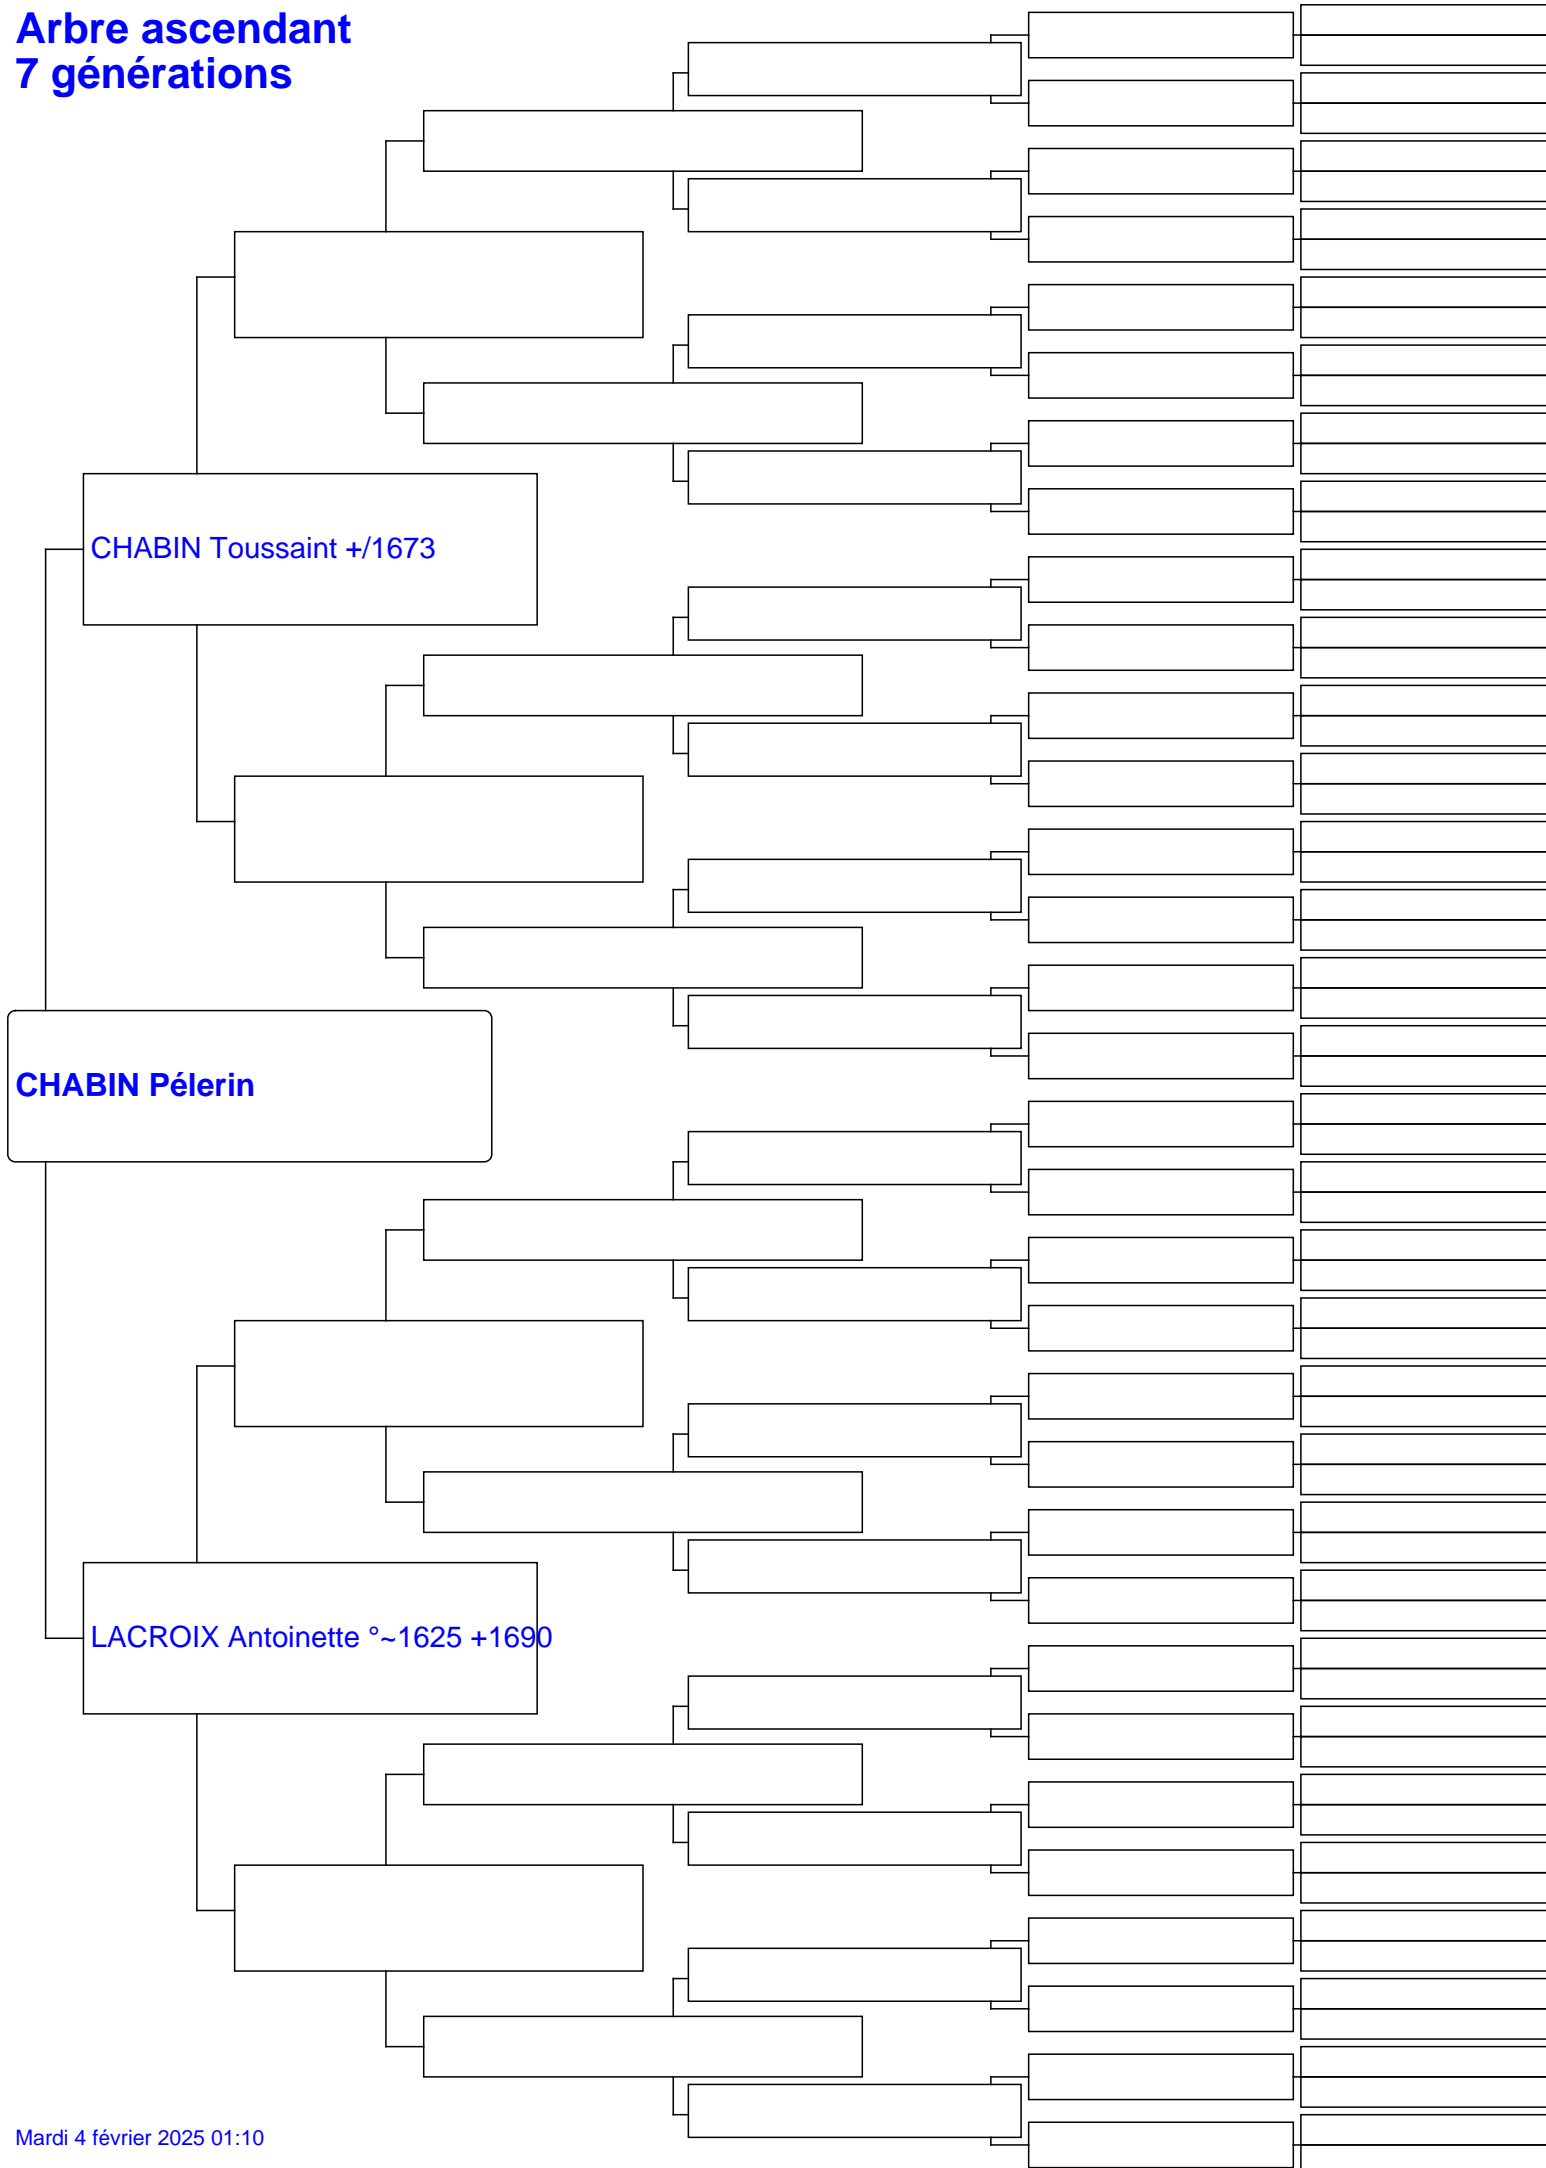 Arbre ascendant
7 générations
CHABIN Toussaint +/1673
CHABIN Pélerin
LACROIX Antoinette °~1625 +1690
Mardi 4 février 2025 01:10